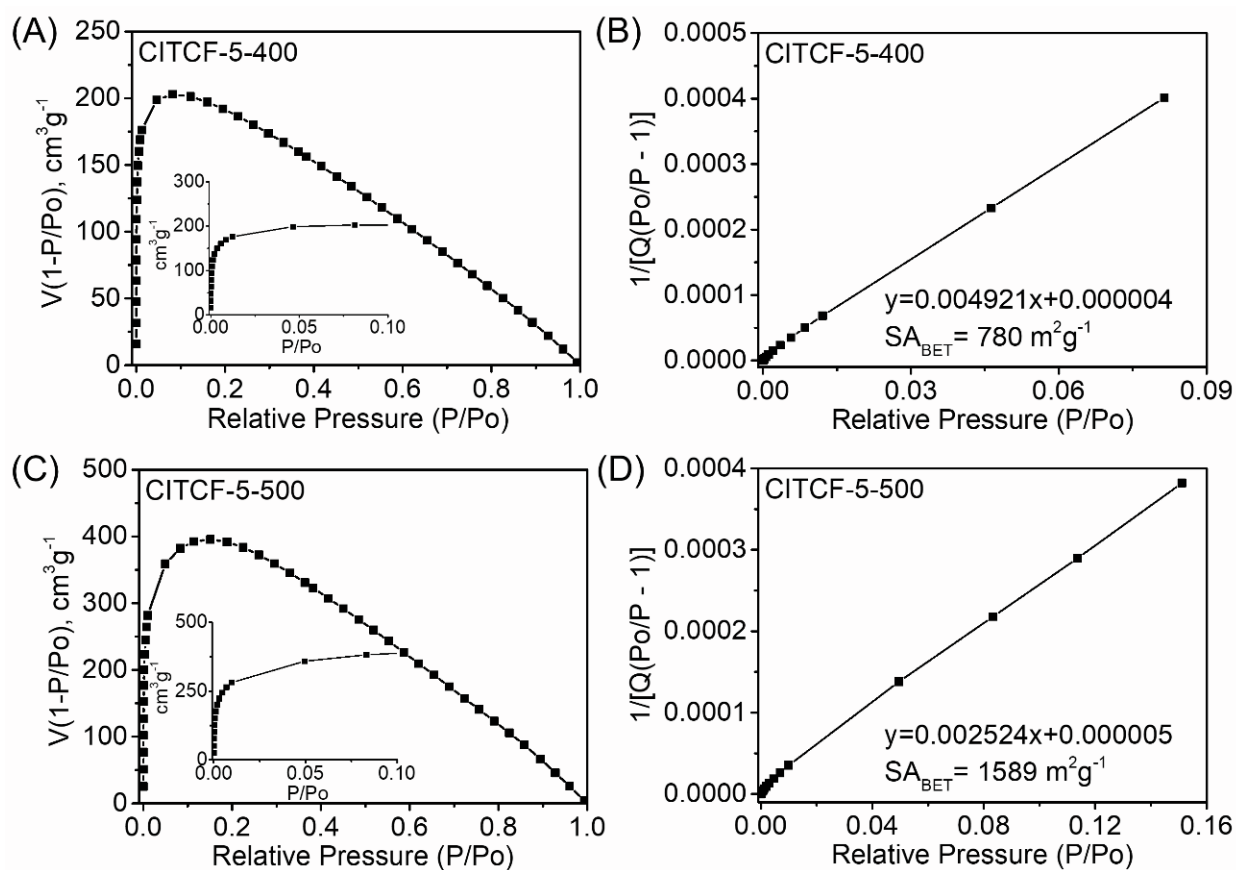 (A)
CITCF-5-400
V(1-P/Po), cm³g⁻¹
250
200
150
100
50
0
0.0 0.2 0.4 0.6 0.8 1.0
Relative Pressure (P/Po)
cm³g⁻¹
300
200
100
0
0.00 0.05 0.10
P/Po
(B)
CITCF-5-400
1/[Q(Po/P - 1)]
0.0005
0.0004
0.0003
0.0002
0.0001
0.0000
y=0.004921x+0.000004
SA_BET= 780 m²g⁻¹
0.00 0.03 0.06 0.09
Relative Pressure (P/Po)
(C)
CITCF-5-500
V(1-P/Po), cm³g⁻¹
500
400
300
200
100
0
0.0 0.2 0.4 0.6 0.8 1.0
Relative Pressure (P/Po)
cm³g⁻¹
500
250
0
0.00 0.05 0.10
P/Po
(D)
CITCF-5-500
1/[Q(Po/P - 1)]
0.0004
0.0003
0.0002
0.0001
0.0000
y=0.002524x+0.000005
SA_BET= 1589 m²g⁻¹
0.00 0.04 0.08 0.12 0.16
Relative Pressure (P/Po)